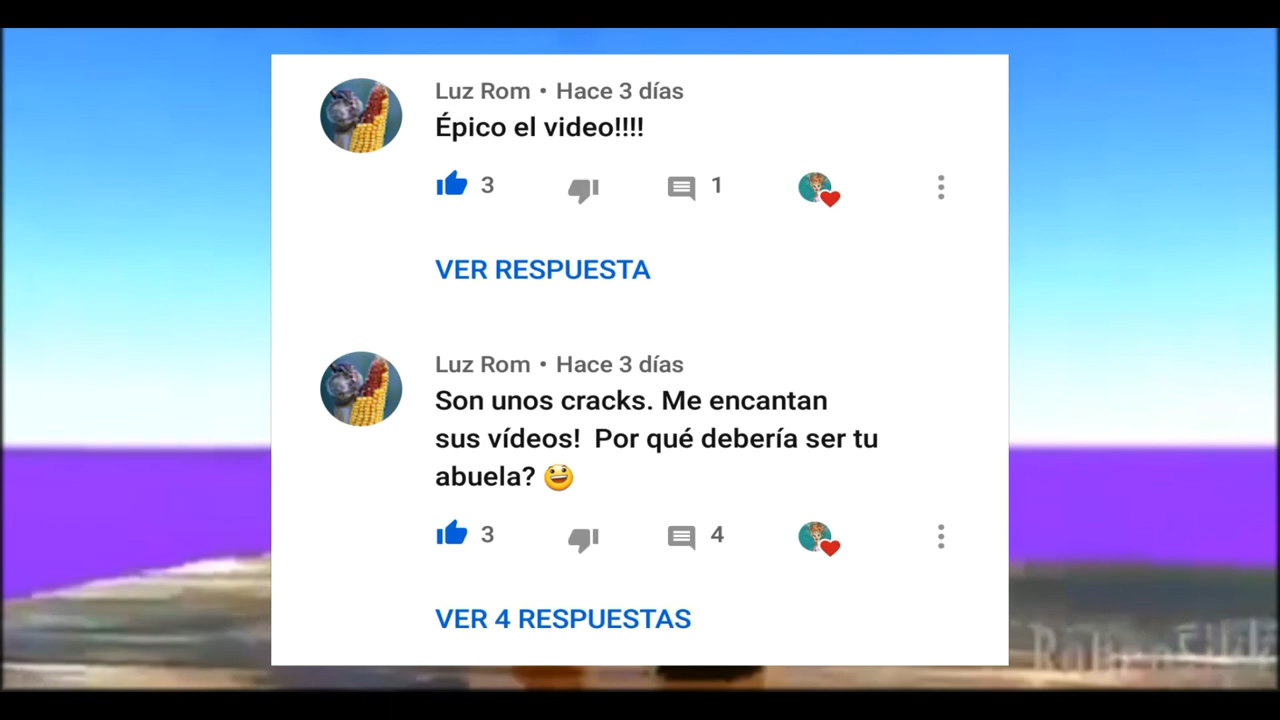 Luz Rom • Hace 3 días
Épico el video!!!!
3
1
VER RESPUESTA
Luz Rom • Hace 3 días
Son unos cracks. Me encantan
sus vídeos! Por qué debería ser tu
abuela? 😃
3
4
VER 4 RESPUESTAS